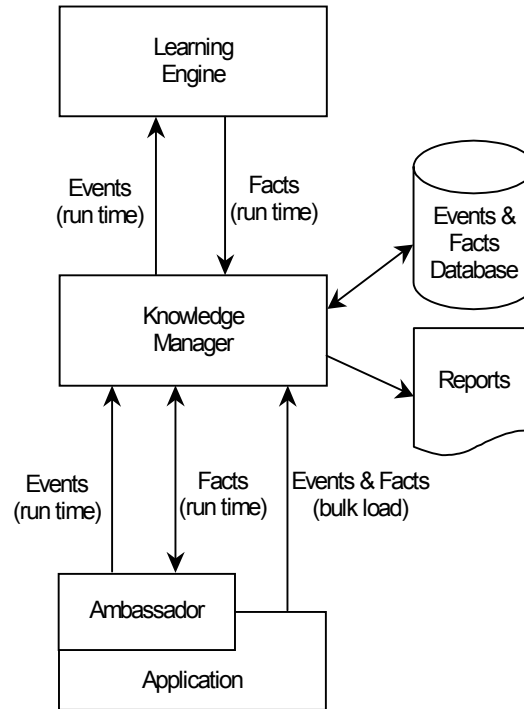 Learning
Engine
Events
(run time)
Facts
(run time)
Events &
Facts
Database
Knowledge
Manager
Reports
Events
(run time)
Facts
(run time)
Events & Facts
(bulk load)
Ambassador
Application